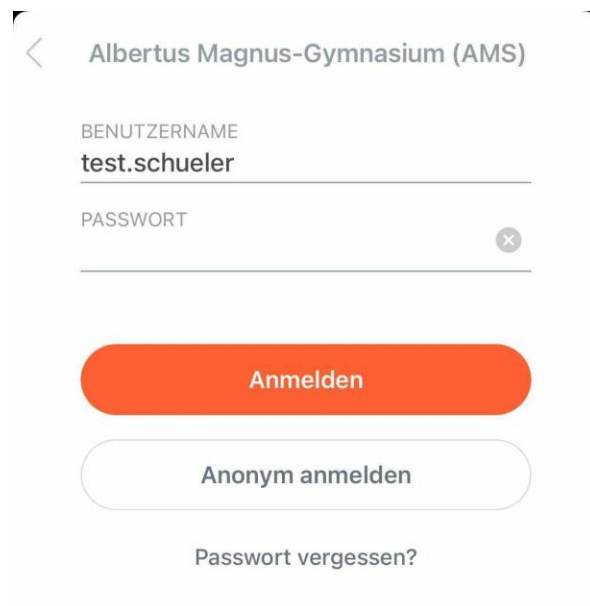 Albertus Magnus-Gymnasium (AMS)
BENUTZERNAME
test.schueler
PASSWORT
Anmelden
Anonym anmelden
Passwort vergessen?